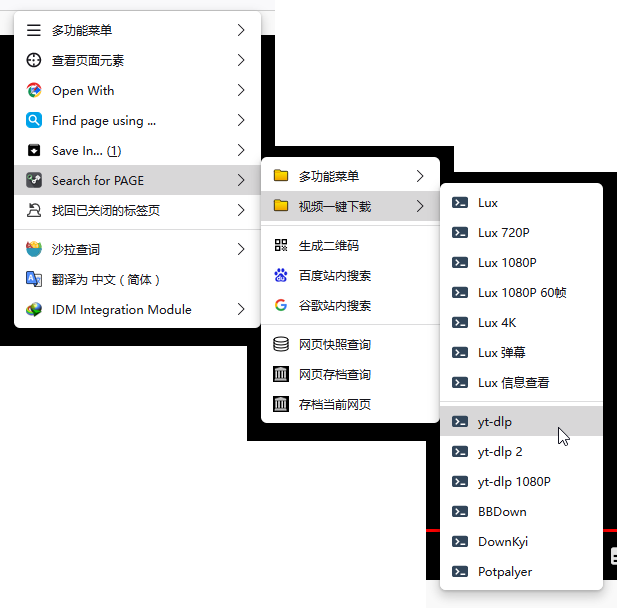 多功能菜单
查看页面元素
Open With
Find page using ...
Save In... (1)
Search for PAGE
找回已关闭的标签页
沙拉查词
翻译为 中文（简体）
IDM Integration Module
多功能菜单
视频一键下载
生成二维码
百度站内搜索
谷歌站内搜索
网页快照查询
网页存档查询
存档当前网页
Lux
Lux 720P
Lux 1080P
Lux 1080P 60帧
Lux 4K
Lux 弹幕
Lux 信息查看
yt-dlp
yt-dlp 2
yt-dlp 1080P
BBDown
DownKyi
Potpalyer